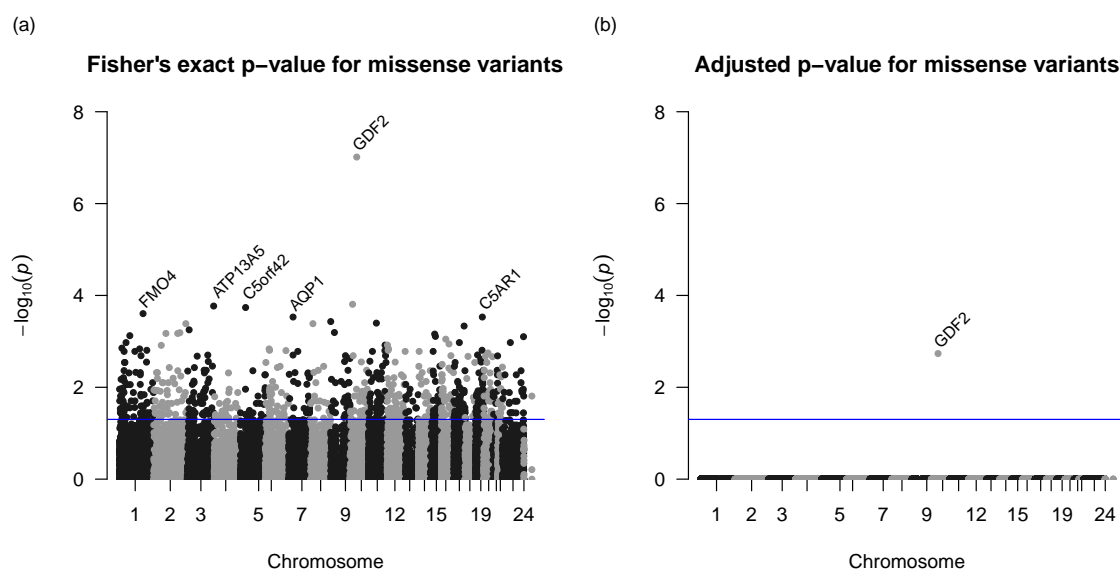 (a)
Fisher's exact p−value for missense variants
−log10(p)
8
6
4
2
0
GDF2
FMO4
ATP13A5
C5orf42
AQP1
C5AR1
1 2 3 5 7 9 12 15 19 24
Chromosome
(b)
Adjusted p−value for missense variants
−log10(p)
8
6
4
2
0
GDF2
1 2 3 5 7 9 12 15 19 24
Chromosome